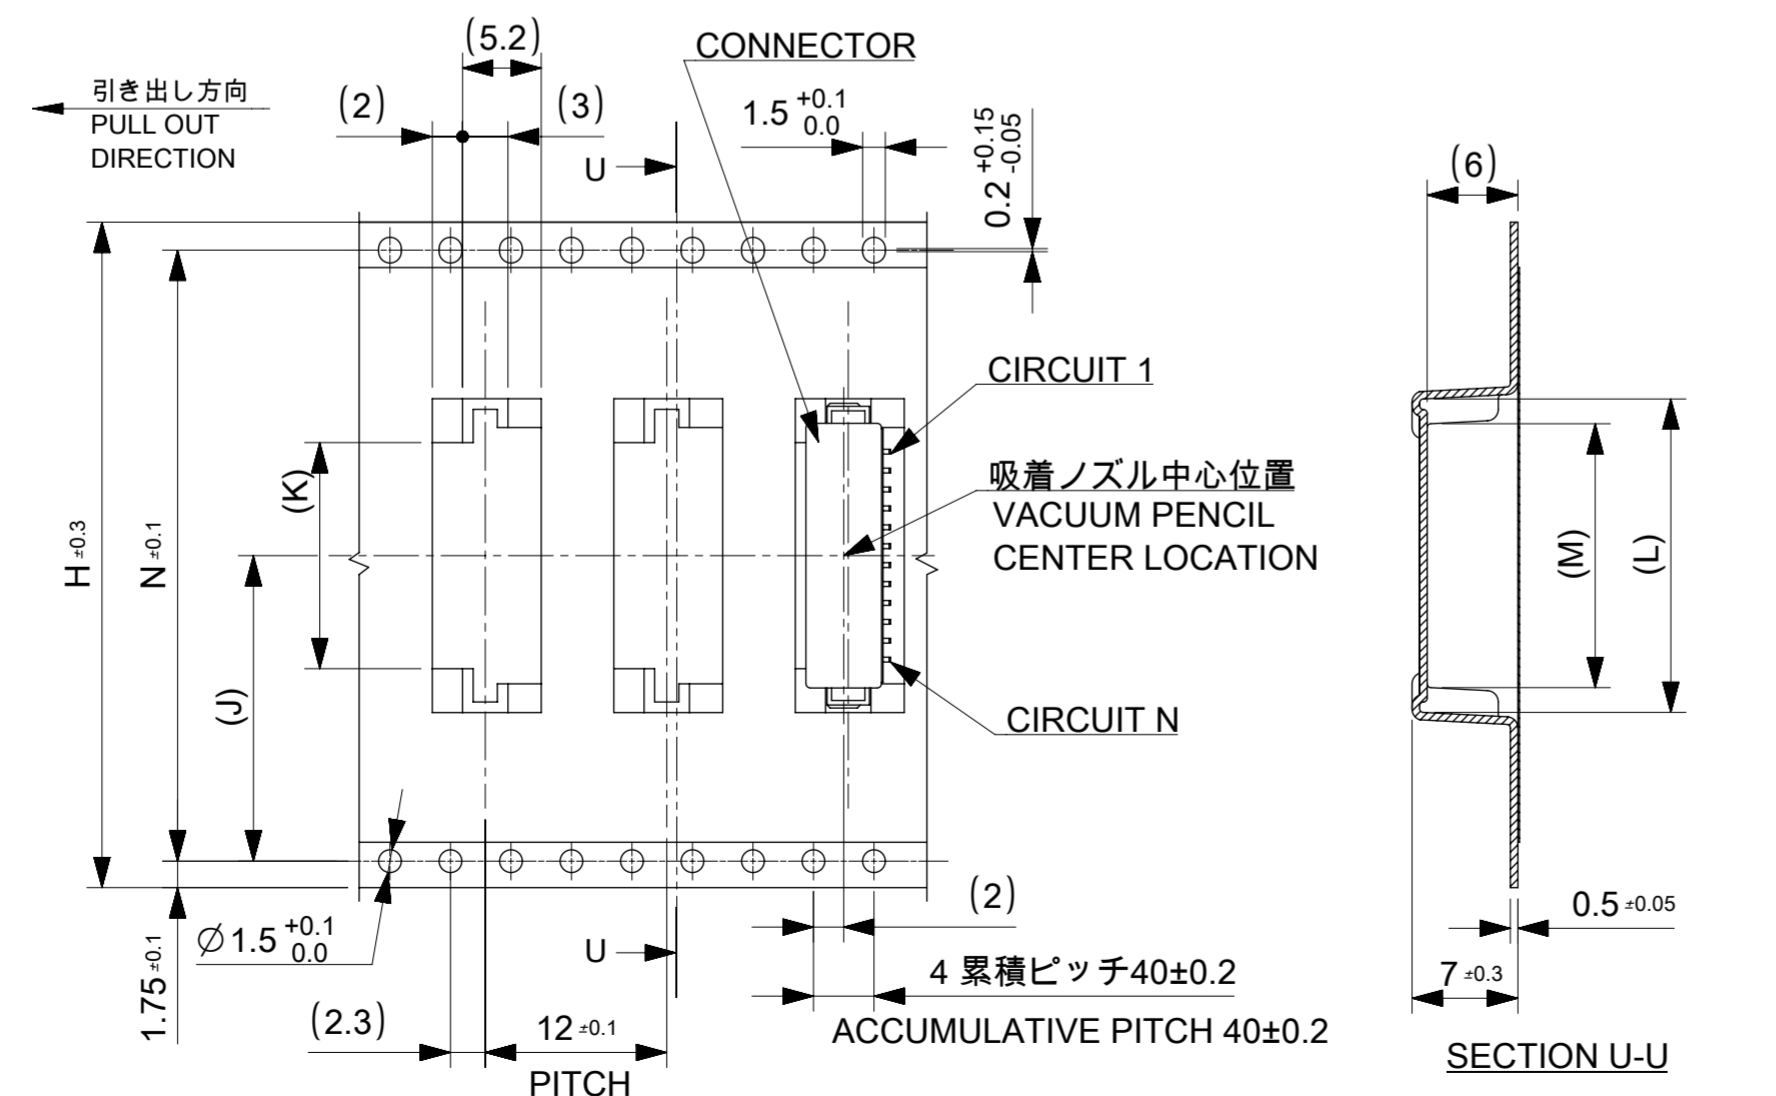 (5.2)
CONNECTOR
引き出し方向
PULL OUT
DIRECTION
(2)
(3)
1.5 +0.1 0.0
0.2 +0.15 -0.05
U
(6)
CIRCUIT 1
吸着ノズル中心位置
VACUUM PENCIL
CENTER LOCATION
(K)
H ±0.3
N ±0.1
(J)
(M)
(L)
CIRCUIT N
(2)
0.5 ±0.05
∅1.5 +0.1 0.0
1.75 ±0.1
U
4 累積ピッチ40±0.2
ACCUMULATIVE PITCH 40±0.2
7 ±0.3
(2.3)
12 ±0.1
PITCH
SECTION U-U